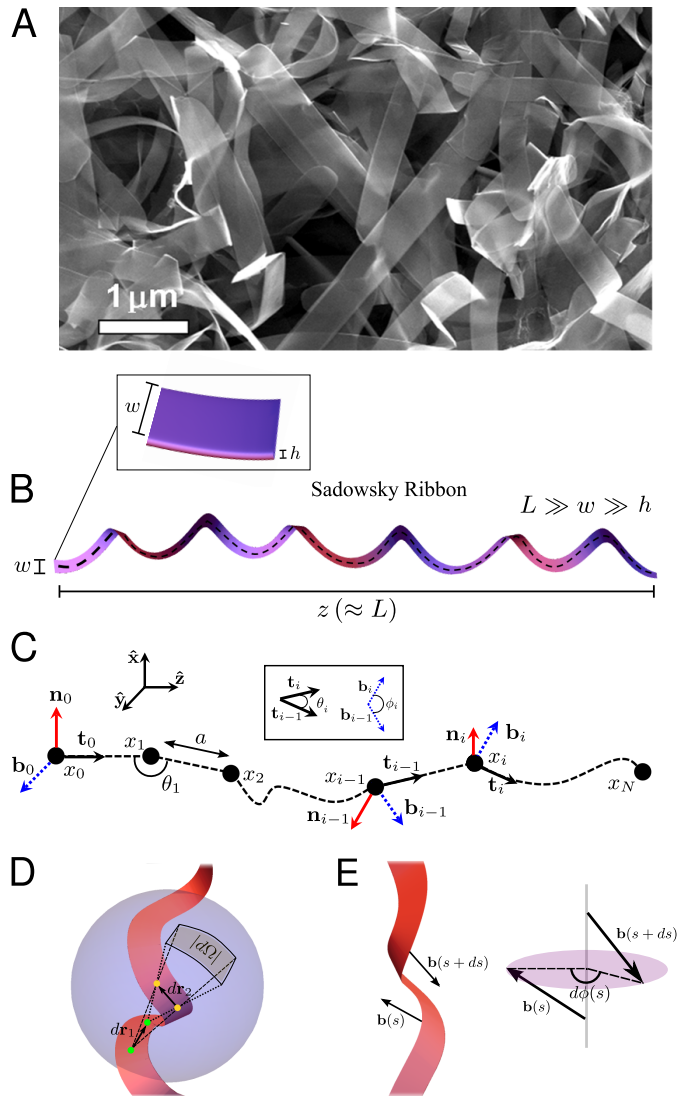 A
1 μm
w
h
B
Sadowsky Ribbon
L ≫ w ≫ h
w
z (≈ L)
C
x̂
ŷ
ẑ
n₀
t₀
b₀
x₀
x₁
θ₁
a
x₂
tᵢ
θᵢ
tᵢ₋₁
bᵢ
φᵢ
bᵢ₋₁
xᵢ₋₁
tᵢ₋₁
nᵢ₋₁
bᵢ₋₁
nᵢ
bᵢ
xᵢ
tᵢ
x_N
D
|dΩ|
dr₂
dr₁
E
b(s + ds)
b(s)
b(s + ds)
dφ(s)
b(s)